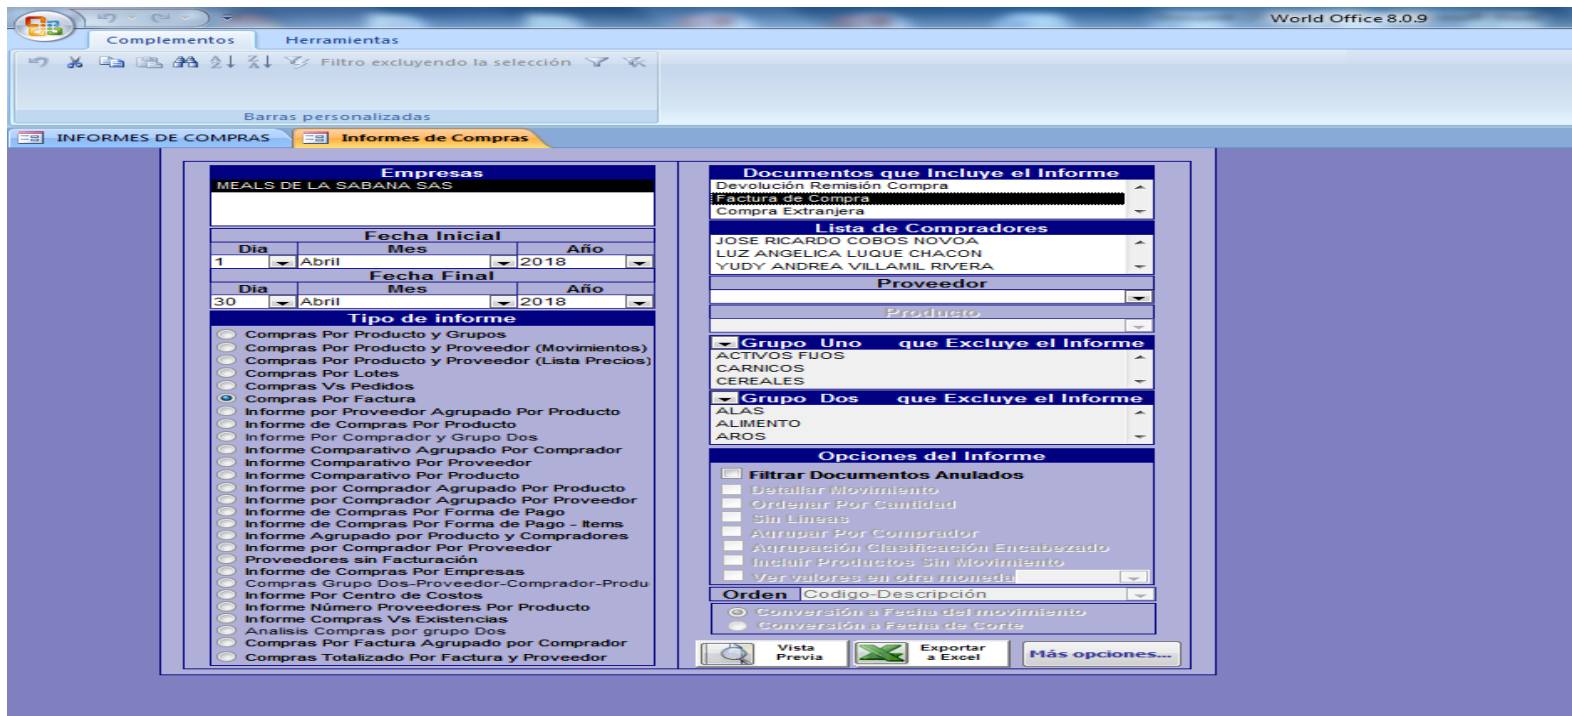 World Office 8.0.9
Complementos Herramientas
Filtro excluyendo la selección
Barras personalizadas
INFORMES DE COMPRAS Informes de Compras
Empresas
MEALS DE LA SABANA SAS
Fecha Inicial
Dia Mes Año
1 Abril 2018
Fecha Final
Dia Mes Año
30 Abril 2018
Tipo de informe
Compras Por Producto y Grupos
Compras Por Producto y Proveedor (Movimientos)
Compras Por Producto y Proveedor (Lista Precios)
Compras Por Lotes
Compras Vs Pedidos
Compras Por Factura
Informe por Proveedor Agrupado Por Producto
Informe de Compras Por Producto
Informe Por Comprador y Grupo Dos
Informe Comparativo Agrupado Por Comprador
Informe Comparativo Por Proveedor
Informe Comparativo Por Producto
Informe por Comprador Agrupado Por Producto
Informe por Comprador Agrupado Por Proveedor
Informe de Compras Por Forma de Pago
Informe de Compras Por Forma de Pago - Items
Informe Agrupado por Producto y Compradores
Informe por Comprador Por Proveedor
Proveedores sin Facturación
Informe de Compras Por Empresas
Compras Grupo Dos-Proveedor-Comprador-Produ
Informe Por Centro de Costos
Informe Número Proveedores Por Producto
Informe Compras Vs Existencias
Analisis Compras por grupo Dos
Compras Por Factura Agrupado por Comprador
Compras Totalizado Por Factura y Proveedor
Documentos que Incluye el Informe
Devolución Remisión Compra
Factura de Compra
Compra Extranjera
Lista de Compradores
JOSE RICARDO COBOS NOVOA
LUZ ANGELICA LUQUE CHACON
YUDY ANDREA VILLAMIL RIVERA
Proveedor
Producto
Grupo Uno que Excluye el Informe
ACTIVOS FIJOS
CARNICOS
CEREALES
Grupo Dos que Excluye el Informe
ALAS
ALIMENTO
AROS
Opciones del Informe
Filtrar Documentos Anulados
Detallar Movimiento
Ordenar Por Cantidad
Sin Lineas
Agrupar Por Comprador
Agrupación Clasificación Encabezado
Incluir Productos Sin Movimiento
Ver valores en otra moneda
Orden Codigo-Descripción
Conversión a Fecha del movimiento
Conversión a Fecha de Corte
Vista Previa
Exportar a Excel
Más opciones...